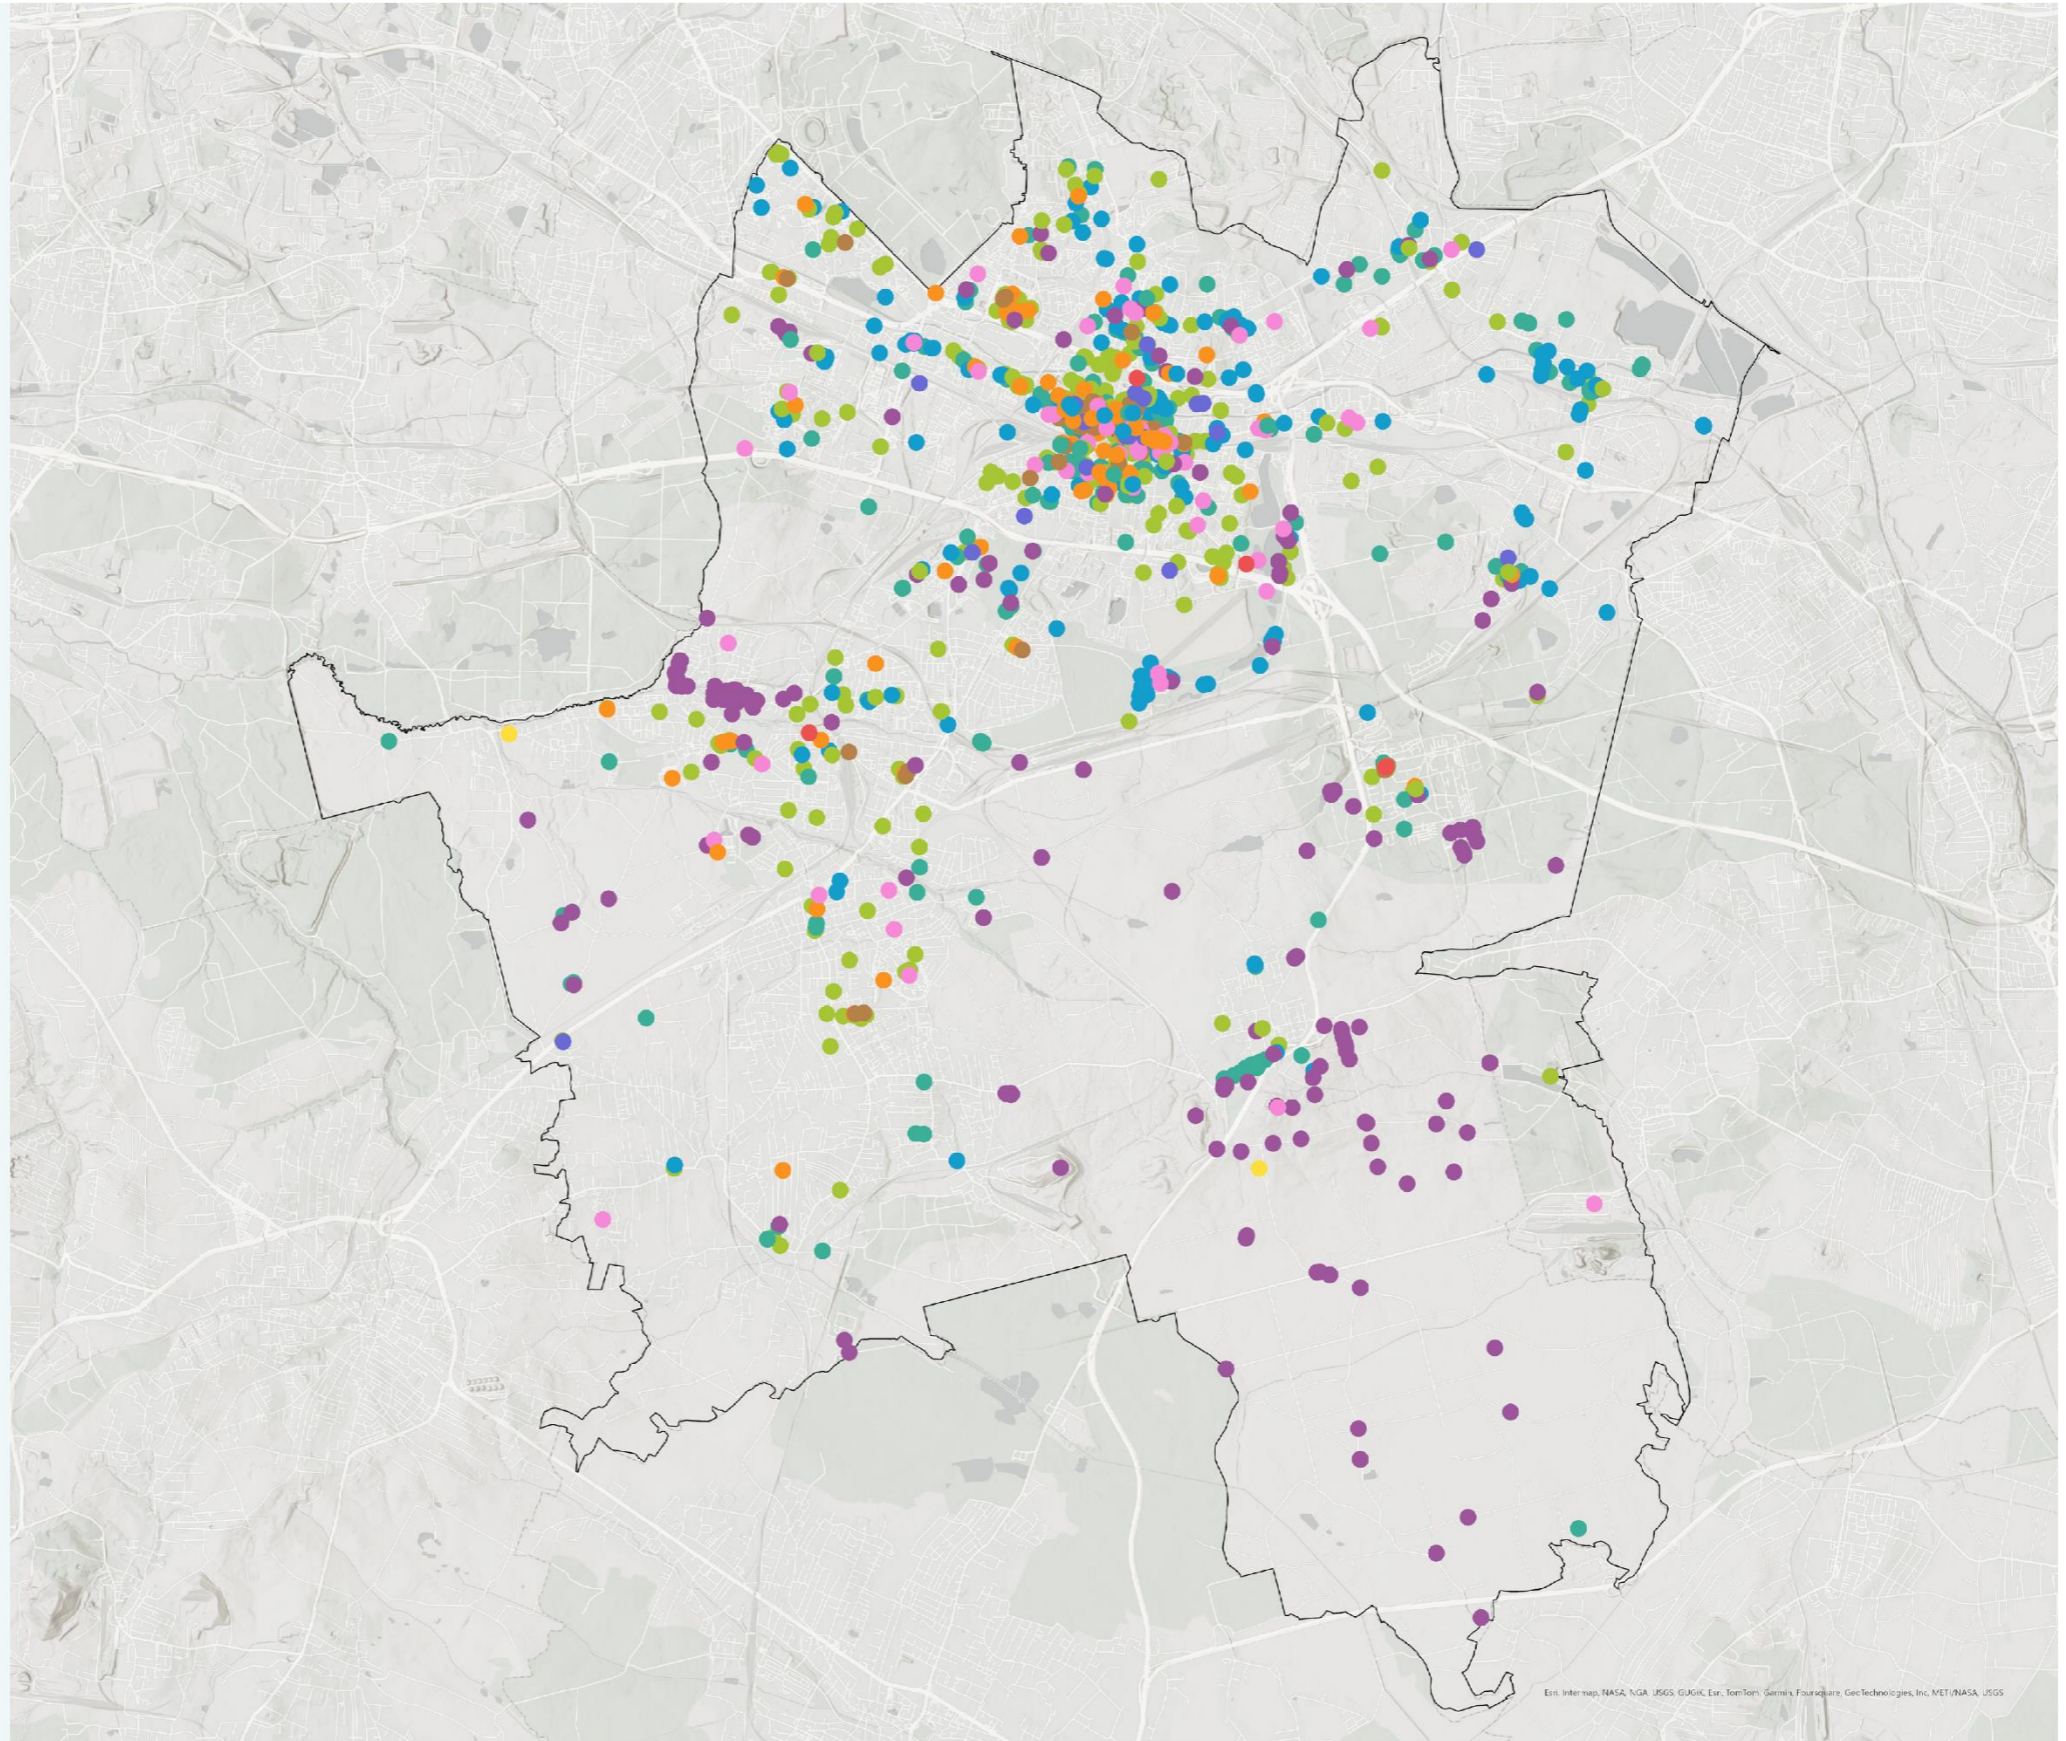 Esri, Intermap, NASA, NGA, USGS; GUGiK, Esri, TomTom, Garmin, Foursquare, GeoTechnologies, Inc, METI/NASA, USGS